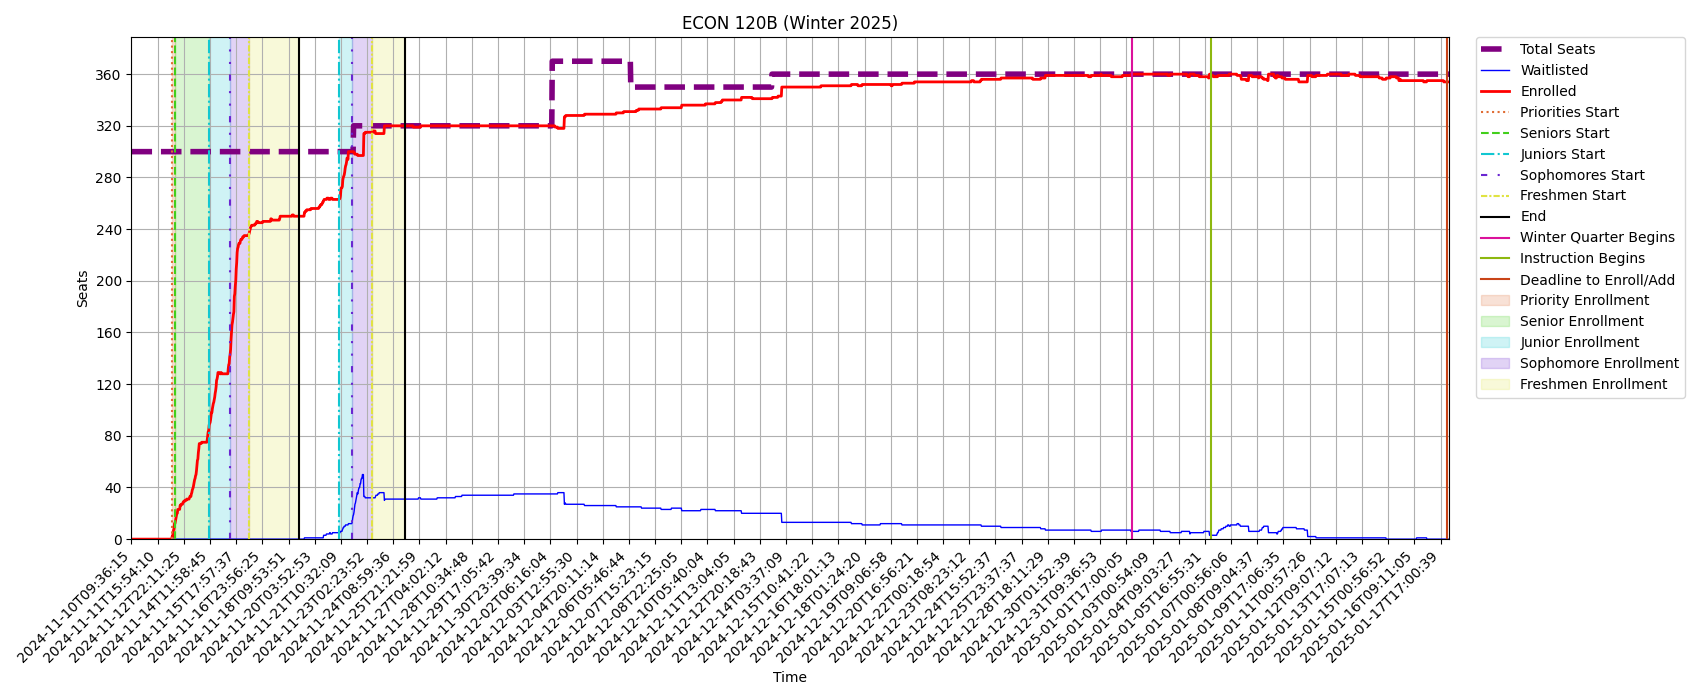 ECON 120B (Winter 2025)
Seats
360
320
280
240
200
160
120
80
40
0
2024-11-10T09:36:15
2024-11-11T15:54:10
2024-11-12T22:11:25
2024-11-14T11:58:45
2024-11-15T17:57:37
2024-11-16T23:56:25
2024-11-18T09:53:51
2024-11-20T03:52:53
2024-11-21T10:32:09
2024-11-23T02:23:52
2024-11-24T08:59:36
2024-11-25T21:21:59
2024-11-27T04:02:12
2024-11-28T10:34:48
2024-11-29T17:05:42
2024-11-30T23:39:34
2024-12-02T06:16:04
2024-12-03T12:55:30
2024-12-04T20:11:14
2024-12-06T05:46:44
2024-12-07T15:23:15
2024-12-08T22:25:05
2024-12-10T05:40:04
2024-12-11T13:04:05
2024-12-12T20:18:43
2024-12-14T03:37:09
2024-12-15T10:41:22
2024-12-16T18:01:13
2024-12-18T01:24:20
2024-12-19T09:06:58
2024-12-20T16:56:21
2024-12-22T00:18:54
2024-12-23T08:23:12
2024-12-24T15:52:37
2024-12-25T23:37:37
2024-12-28T18:11:29
2024-12-30T01:52:39
2024-12-31T09:36:53
2025-01-01T17:00:05
2025-01-03T00:54:09
2025-01-04T09:03:27
2025-01-05T16:55:31
2025-01-07T00:56:06
2025-01-08T09:04:37
2025-01-09T17:06:35
2025-01-11T00:57:26
2025-01-12T09:07:12
2025-01-13T17:07:13
2025-01-15T00:56:52
2025-01-16T09:11:05
2025-01-17T17:00:39
Time
Total Seats
Waitlisted
Enrolled
Priorities Start
Seniors Start
Juniors Start
Sophomores Start
Freshmen Start
End
Winter Quarter Begins
Instruction Begins
Deadline to Enroll/Add
Priority Enrollment
Senior Enrollment
Junior Enrollment
Sophomore Enrollment
Freshmen Enrollment